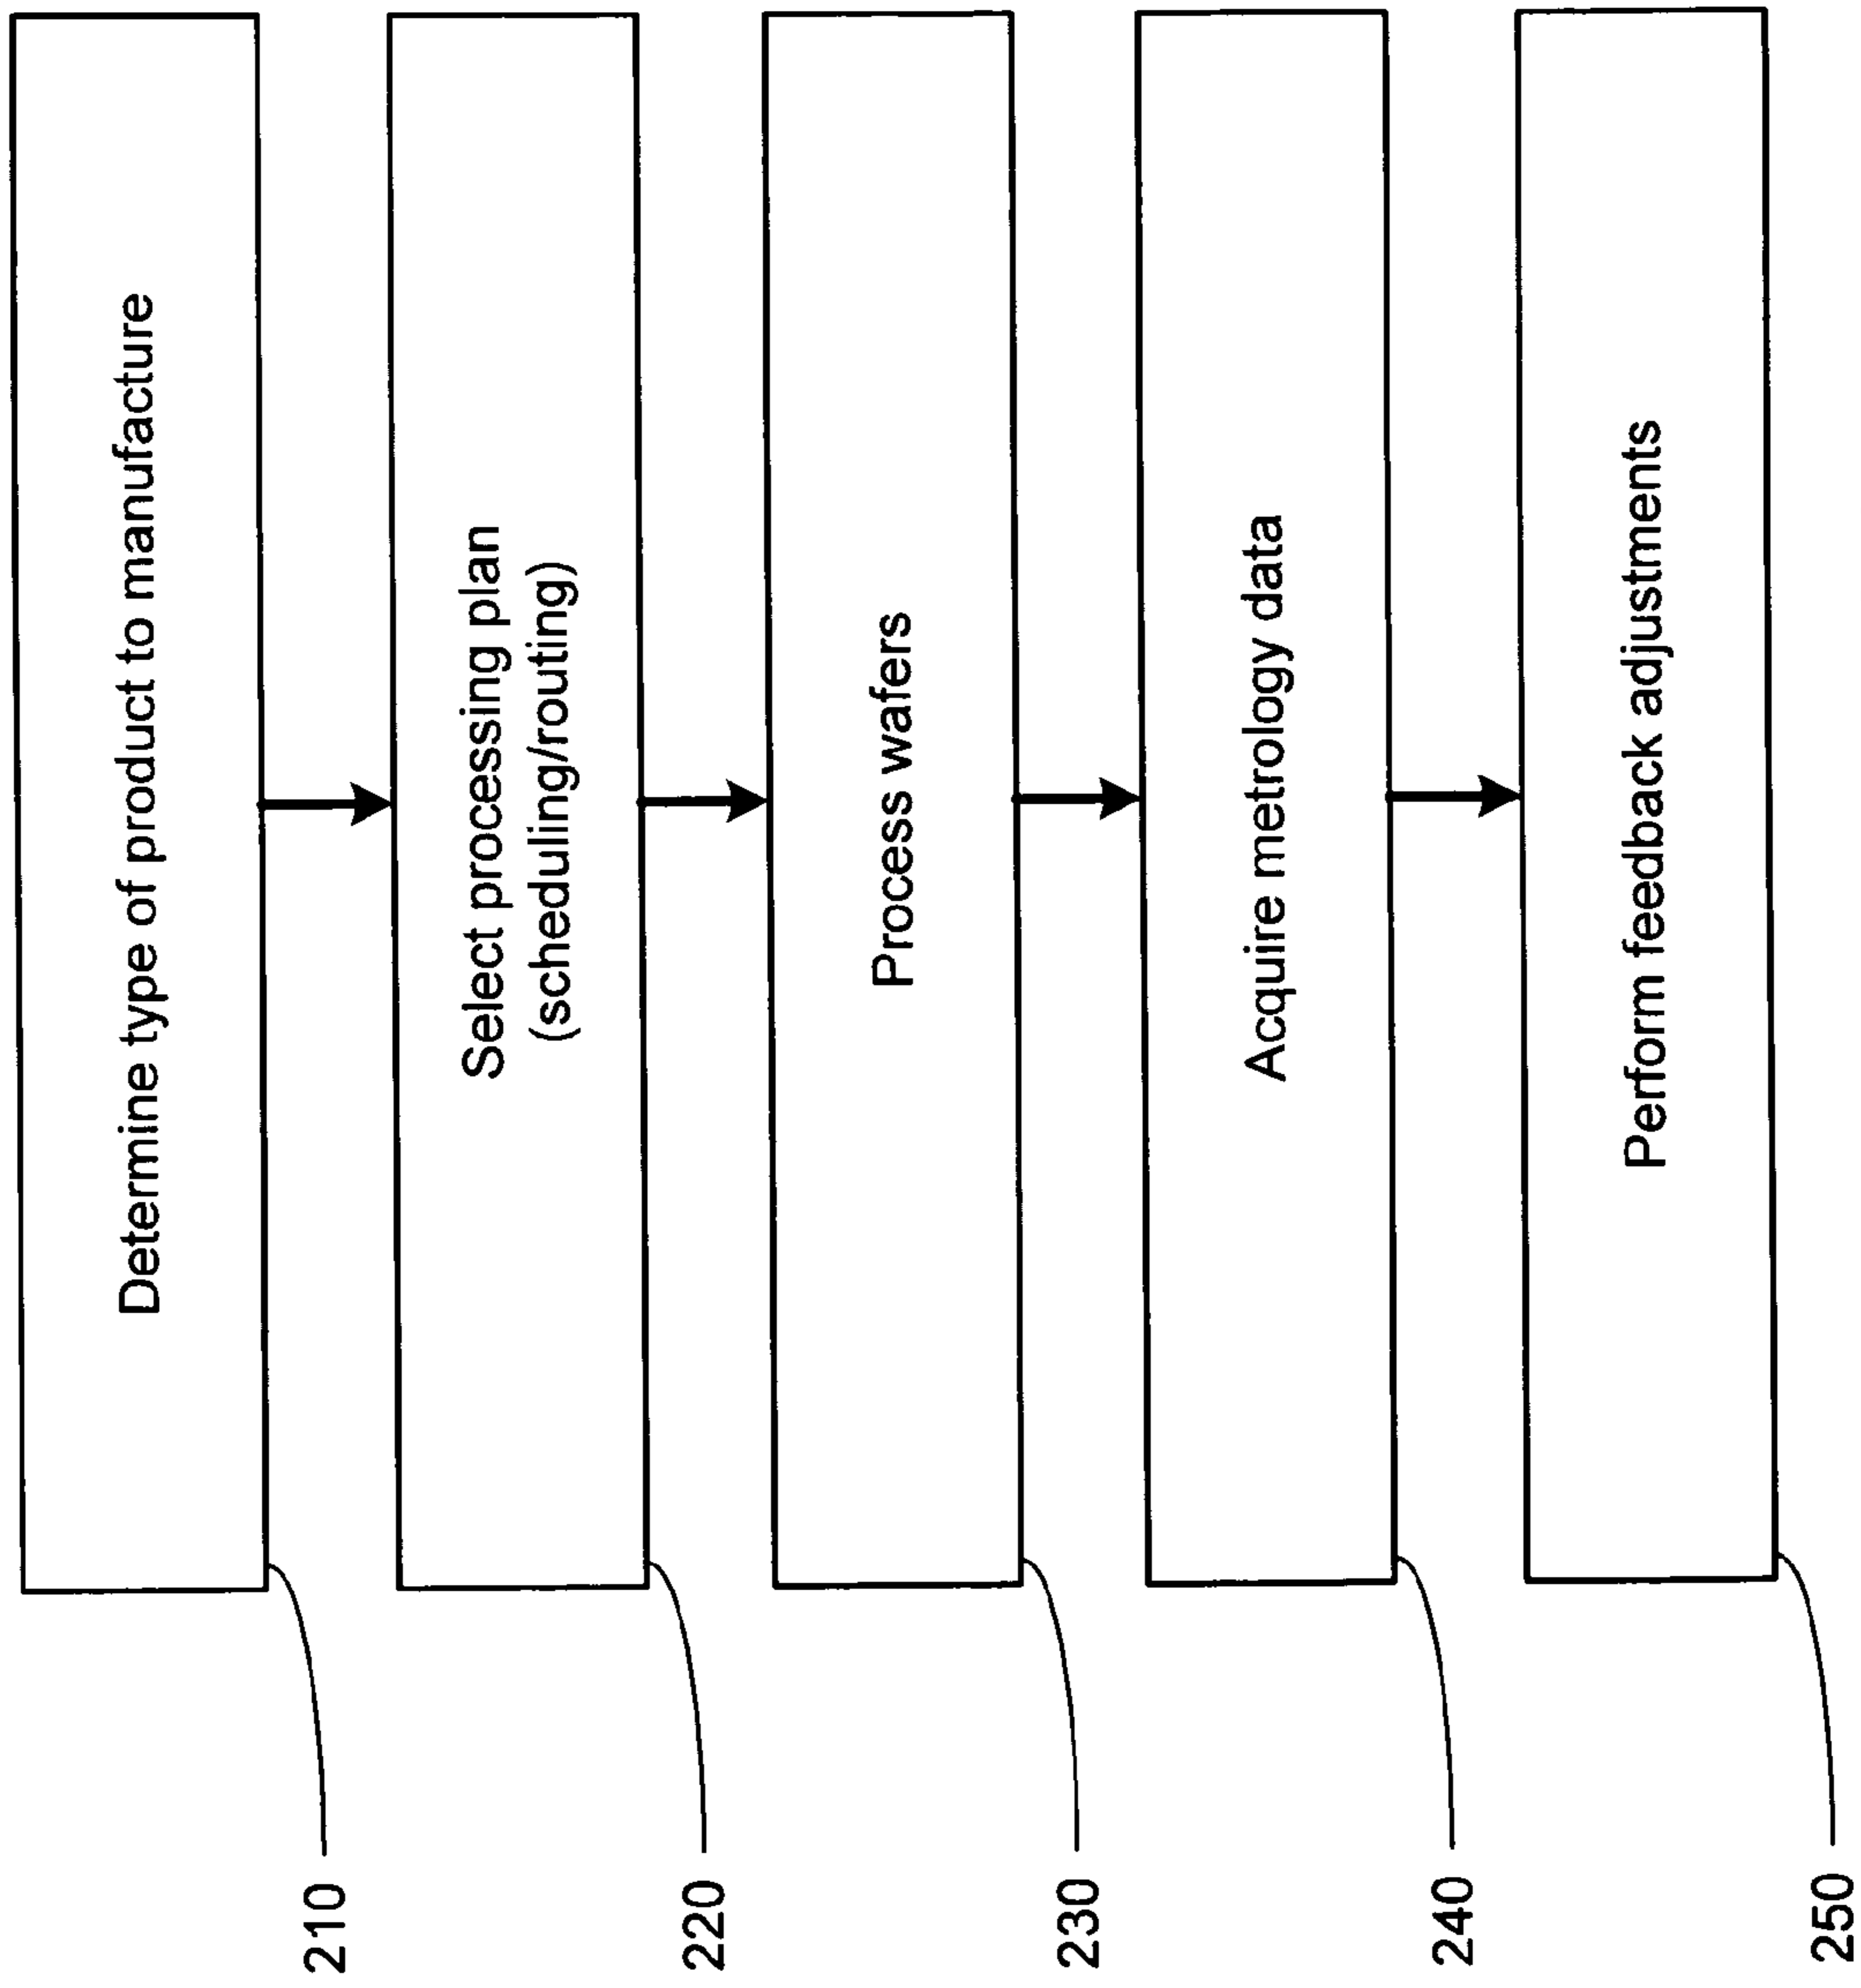 210
Determine type of product to manufacture
220
Select processing plan
(scheduling/routing)
230
Process wafers
240
Acquire metrology data
250
Perform feedback adjustments